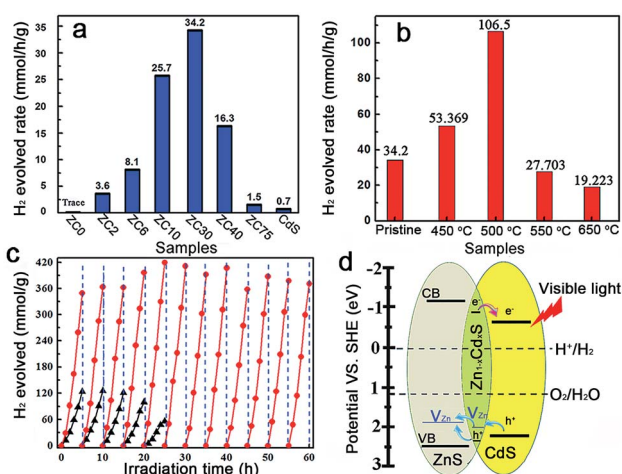 a
H₂ evolved rate (mmol/h/g)
35
30
25
20
15
10
5
0
Trace
3.6
8.1
25.7
34.2
16.3
1.5
0.7
ZC0
ZC2
ZC6
ZC10
ZC30
ZC40
ZC75
CdS
Samples
b
H₂ evolved rate (mmol/h/g)
100
80
60
40
20
0
34.2
53.369
106.5
27.703
19.223
Pristine
450 ºC
500 ºC
550 ºC
650 ºC
Samples
c
H₂ evolved (mmol/g)
420
360
300
240
180
120
60
0
0
10
20
30
40
50
60
Irradiation time (h)
d
Potential VS. SHE (eV)
-2
-1
0
1
2
3
CB
e⁻
e⁻
Visible light
Zn₁₋ₓCdₓS
H⁺/H₂
O₂/H₂O
V_Zn
V_Zn
h⁺
h⁺
VB
ZnS
CdS